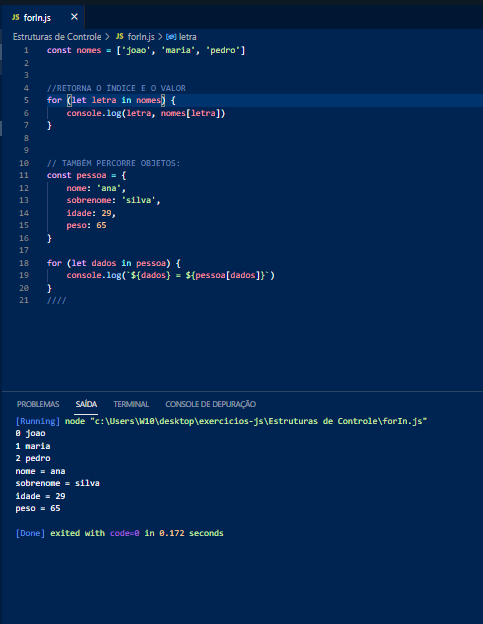 JS forIn.js ×
Estruturas de Controle > JS forIn.js > letra
1 const nomes = ['joao', 'maria', 'pedro']
2
3
4 //RETORNA O ÍNDICE E O VALOR
5 for (let letra in nomes) {
6 console.log(letra, nomes[letra])
7 }
8
9
10 // TAMBÉM PERCORRE OBJETOS:
11 const pessoa = {
12 nome: 'ana',
13 sobrenome: 'silva',
14 idade: 29,
15 peso: 65
16 }
17
18 for (let dados in pessoa) {
19 console.log(`${dados} = ${pessoa[dados]}`)
20 }
21 ////
PROBLEMAS SAÍDA TERMINAL CONSOLE DE DEPURAÇÃO
[Running] node "c:\Users\W10\desktop\exercicios-js\Estruturas de Controle\forIn.js"
0 joao
1 maria
2 pedro
nome = ana
sobrenome = silva
idade = 29
peso = 65
[Done] exited with code=0 in 0.172 seconds